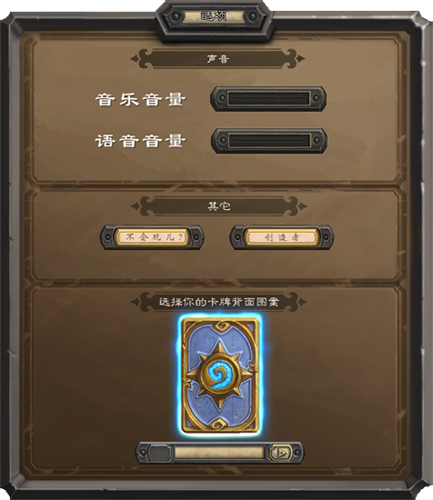 选项
声音
音乐音量
语音音量
其它
不会玩儿? 创造者
选择你的卡牌背面图案